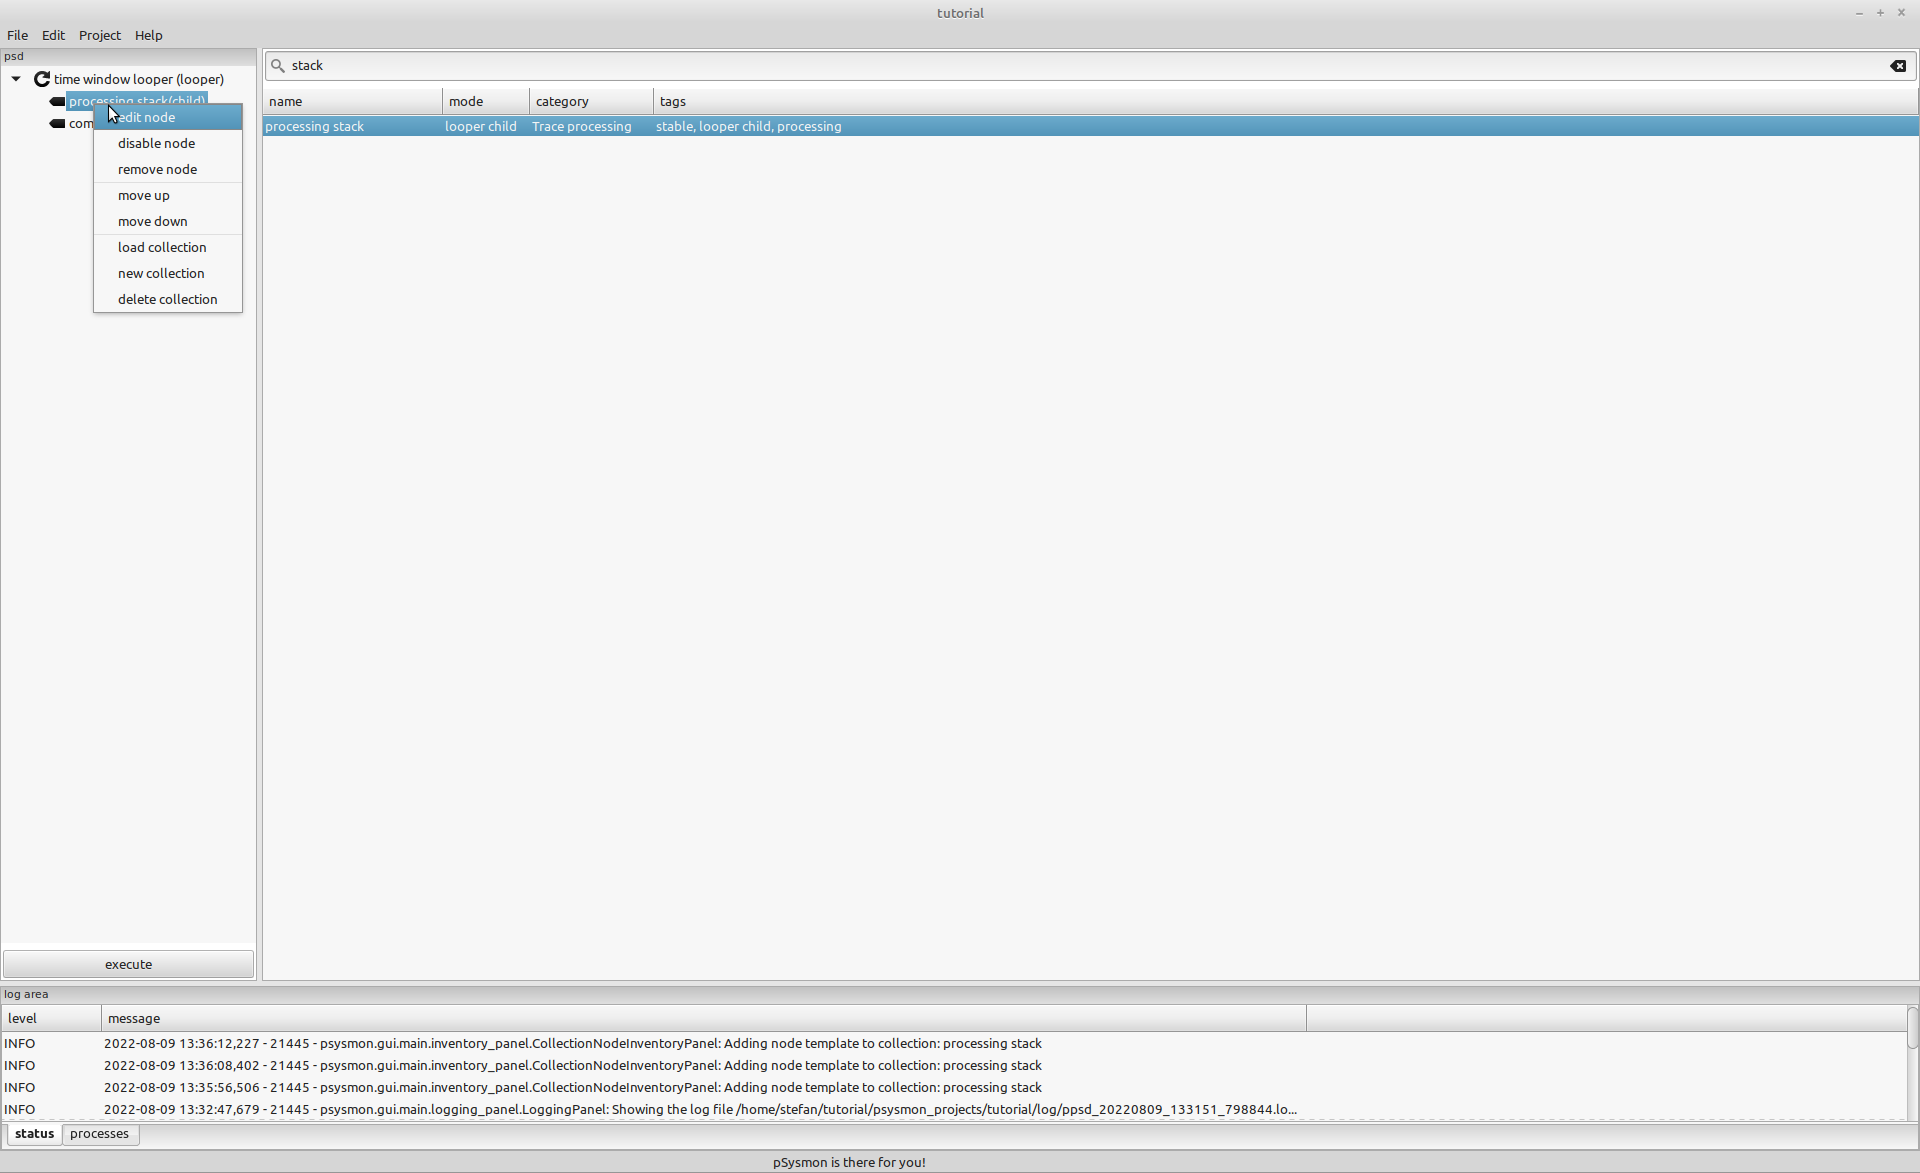 tutorial
File Edit Project Help
psd
time window looper (looper)
processing stack(child)
com
edit node
disable node
remove node
move up
move down
load collection
new collection
delete collection
execute
stack
name mode category tags
processing stack looper child Trace processing stable, looper child, processing
log area
level message
INFO 2022-08-09 13:36:12,227 - 21445 - psysmon.gui.main.inventory_panel.CollectionNodeInventoryPanel: Adding node template to collection: processing stack
INFO 2022-08-09 13:36:08,402 - 21445 - psysmon.gui.main.inventory_panel.CollectionNodeInventoryPanel: Adding node template to collection: processing stack
INFO 2022-08-09 13:35:56,506 - 21445 - psysmon.gui.main.inventory_panel.CollectionNodeInventoryPanel: Adding node template to collection: processing stack
INFO 2022-08-09 13:32:47,679 - 21445 - psysmon.gui.main.logging_panel.LoggingPanel: Showing the log file /home/stefan/tutorial/psysmon_projects/tutorial/log/ppsd_20220809_133151_798844.lo...
status processes
pSysmon is there for you!